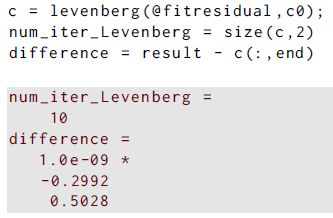 c = levenberg(@fitresidual,c0);
num_iter_Levenberg = size(c,2)
difference = result - c(:,end)
num_iter_Levenberg =
10
difference =
1.0e-09 *
-0.2992
0.5028